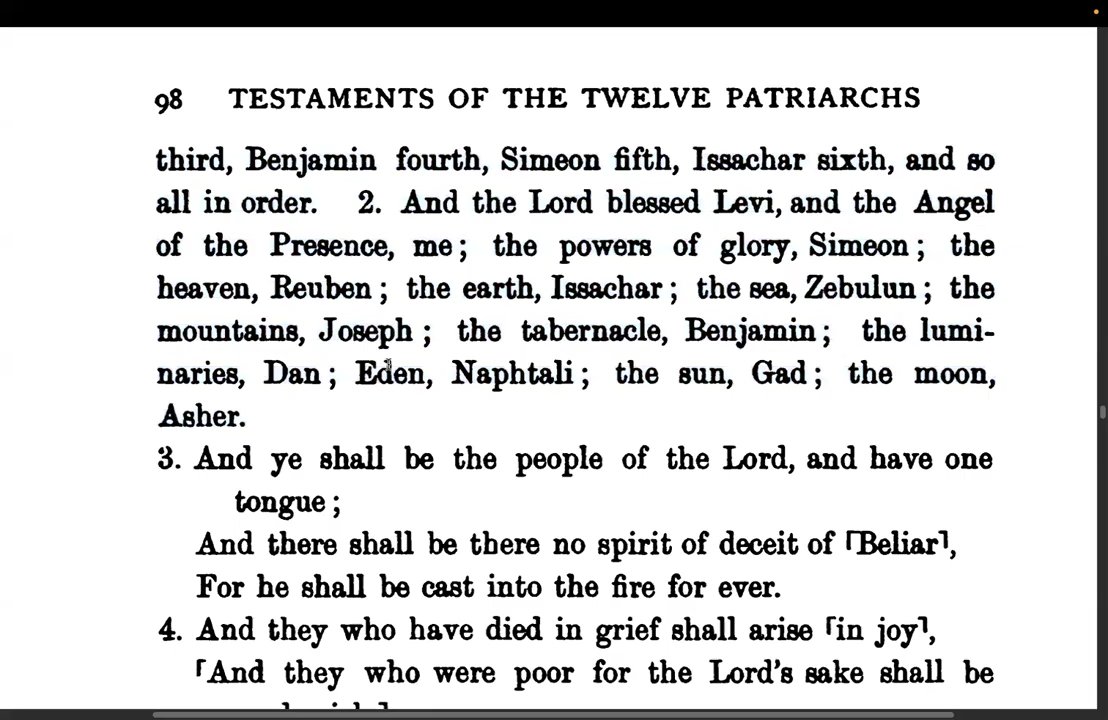 98 TESTAMENTS OF THE TWELVE PATRIARCHS
third, Benjamin fourth, Simeon fifth, Issachar sixth, and so
all in order. 2. And the Lord blessed Levi, and the Angel
of the Presence, me; the powers of glory, Simeon; the
heaven, Reuben; the earth, Issachar; the sea, Zebulun; the
mountains, Joseph; the tabernacle, Benjamin; the lumi-
naries, Dan; Eden, Naphtali; the sun, Gad; the moon,
Asher.
3. And ye shall be the people of the Lord, and have one
tongue;
And there shall be there no spirit of deceit of ⌜Beliar⌝,
For he shall be cast into the fire for ever.
4. And they who have died in grief shall arise ⌜in joy⌝,
⌜And they who were poor for the Lord's sake shall be